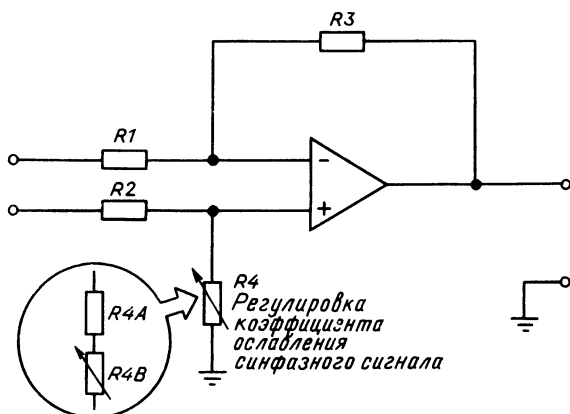 R3
R1
-
R2
+
R4
Регулировка
коэффициэнта
ослабления
синфазного сигнала
R4A
R4B